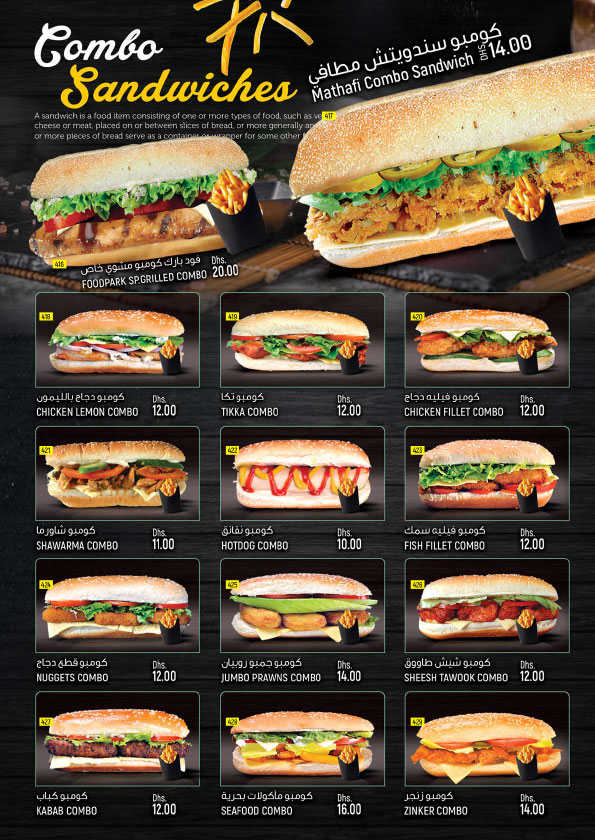 Combo
Sandwiches
A sandwich is a food item consisting of one or more types of food, such as ve
cheese or meat, placed on or between slices of bread, or more generally an
or more pieces of bread serve as a container or wrapper for some other f
كومبو سندويتش مطافي
Mathafi Combo Sandwich Dhs. 14.00
417
416
فود بارك كومبو مشوي خاص
FOODPARK SP.GRILLED COMBO
Dhs.
20.00
418
كومبو دجاج بالليمون
CHICKEN LEMON COMBO
Dhs.
12.00
419
كومبو تكا
TIKKA COMBO
Dhs.
12.00
420
كومبو فيليه دجاج
CHICKEN FILLET COMBO
Dhs.
12.00
421
كومبو شاورما
SHAWARMA COMBO
Dhs.
11.00
422
كومبو نقانق
HOTDOG COMBO
Dhs.
10.00
423
كومبو فيليه سمك
FISH FILLET COMBO
Dhs.
12.00
424
كومبو قطع دجاج
NUGGETS COMBO
Dhs.
12.00
425
كومبو جمبو روبيان
JUMBO PRAWNS COMBO
Dhs.
14.00
426
كومبو شيش طاووق
SHEESH TAWOOK COMBO
Dhs.
12.00
427
كومبو كباب
KABAB COMBO
Dhs.
12.00
428
كومبو مأكولات بحرية
SEAFOOD COMBO
Dhs.
16.00
429
كومبو زنجر
ZINKER COMBO
Dhs.
14.00